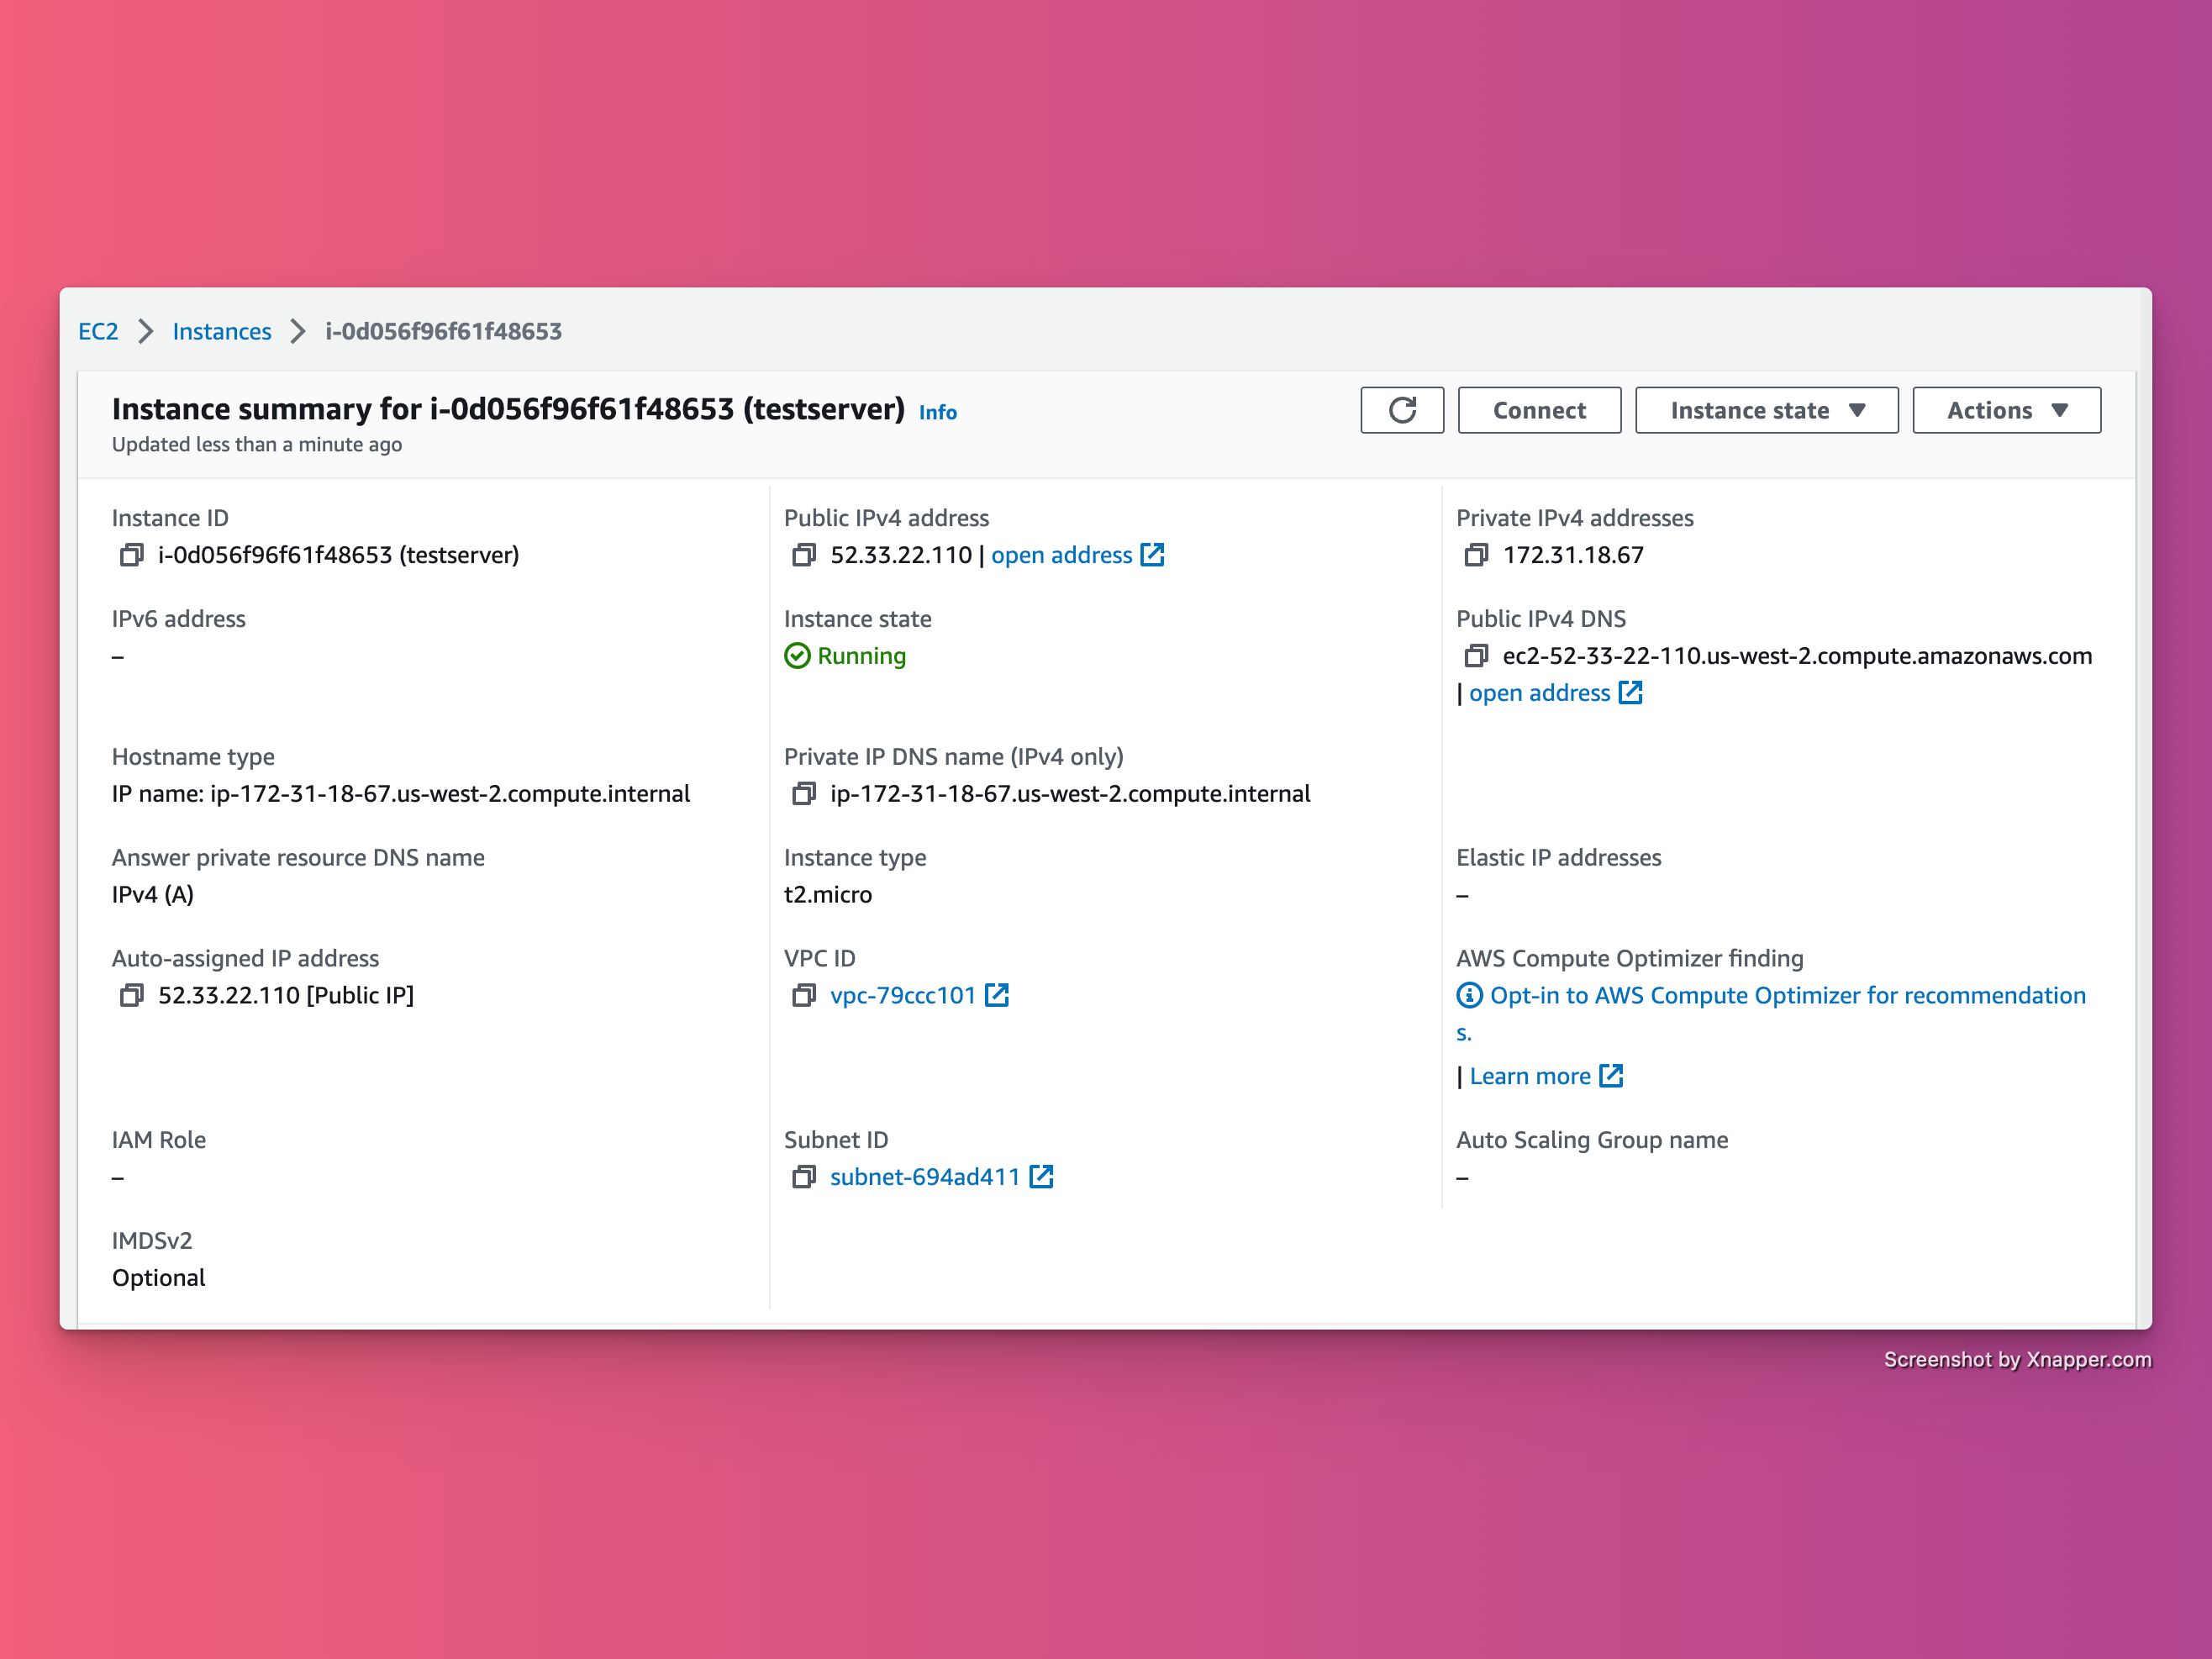 EC2 > Instances > i-0d056f96f61f48653
Instance summary for i-0d056f96f61f48653 (testserver) Info
Updated less than a minute ago
Connect
Instance state
Actions
Instance ID
i-0d056f96f61f48653 (testserver)
Public IPv4 address
52.33.22.110 | open address
Private IPv4 addresses
172.31.18.67
IPv6 address
–
Instance state
Running
Public IPv4 DNS
ec2-52-33-22-110.us-west-2.compute.amazonaws.com
| open address
Hostname type
IP name: ip-172-31-18-67.us-west-2.compute.internal
Private IP DNS name (IPv4 only)
ip-172-31-18-67.us-west-2.compute.internal
Answer private resource DNS name
IPv4 (A)
Instance type
t2.micro
Elastic IP addresses
–
Auto-assigned IP address
52.33.22.110 [Public IP]
VPC ID
vpc-79ccc101
AWS Compute Optimizer finding
Opt-in to AWS Compute Optimizer for recommendation
s.
| Learn more
IAM Role
–
Subnet ID
subnet-694ad411
Auto Scaling Group name
–
IMDSv2
Optional
Screenshot by Xnapper.com